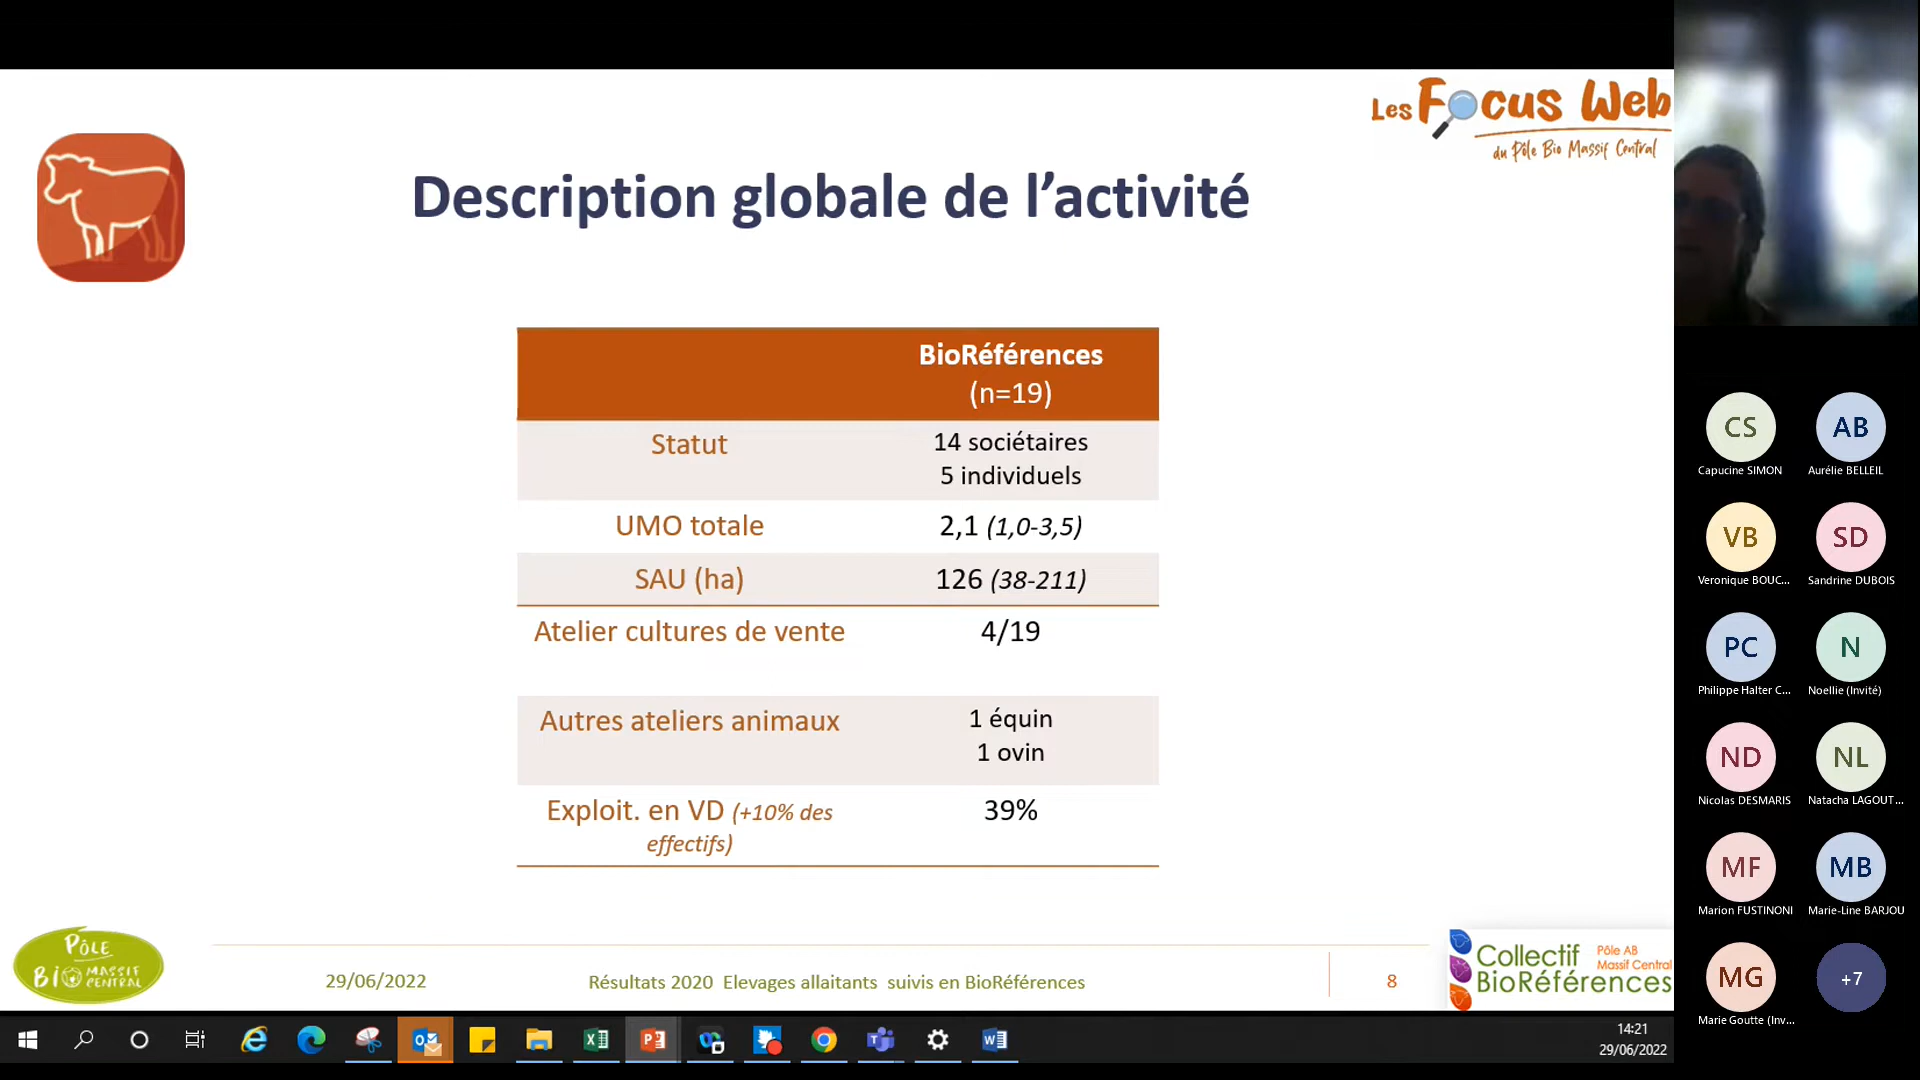 Les Focus Web
du Pôle Bio Massif Central
Description globale de l’activité
BioRéférences
(n=19)
Statut
14 sociétaires
5 individuels
UMO totale
2,1 (1,0-3,5)
SAU (ha)
126 (38-211)
Atelier cultures de vente
4/19
Autres ateliers animaux
1 équin
1 ovin
Exploit. en VD (+10% des
effectifs)
39%
PÔLE
BIO MASSIF
CENTRAL
29/06/2022
Résultats 2020 Elevages allaitants suivis en BioRéférences
8
Collectif
BioRéférences
Pôle AB
Massif Central
CS
Capucine SIMON
AB
Aurélie BELLEIL
VB
Veronique BOUC...
SD
Sandrine DUBOIS
PC
Philippe Halter C...
N
Noellie (Invité)
ND
Nicolas DESMARIS
NL
Natacha LAGOUT...
MF
Marion FUSTINONI
MB
Marie-Line BARJOU
MG
Marie Goutte (Inv...
+7
14:21
29/06/2022